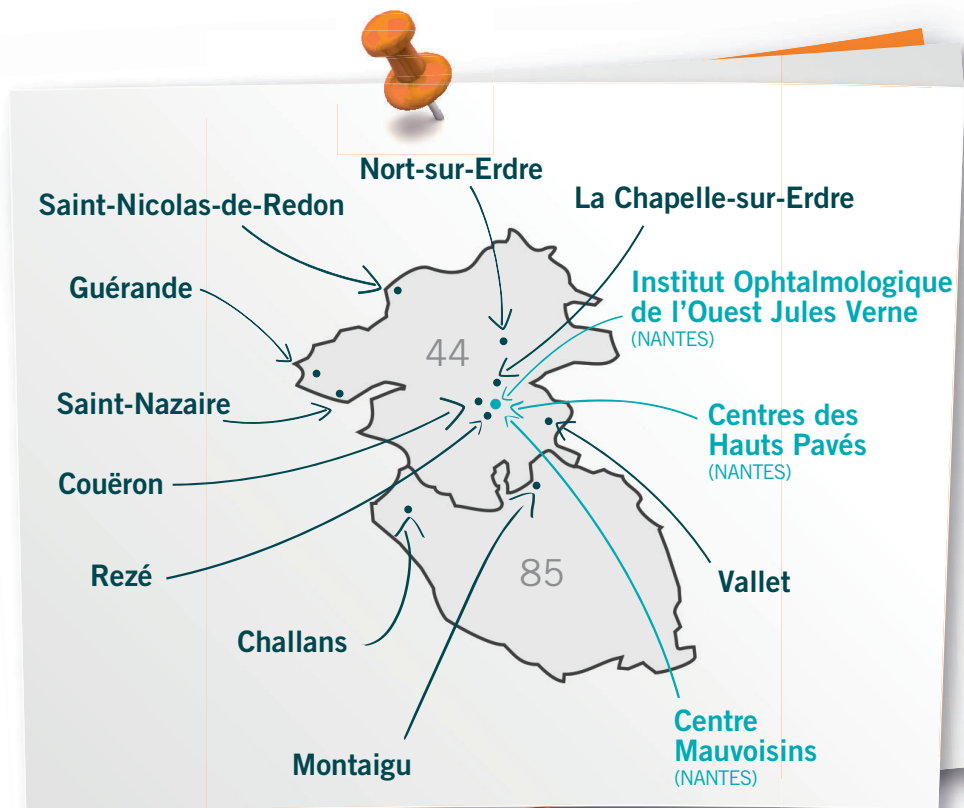 Nort-sur-Erdre
Saint-Nicolas-de-Redon
La Chapelle-sur-Erdre
Guérande
Institut Ophtalmologique
de l’Ouest Jules Verne
(NANTES)
44
Saint-Nazaire
Centres des
Hauts Pavés
(NANTES)
Couëron
Rezé
85
Vallet
Challans
Centre
Mauvoisins
(NANTES)
Montaigu